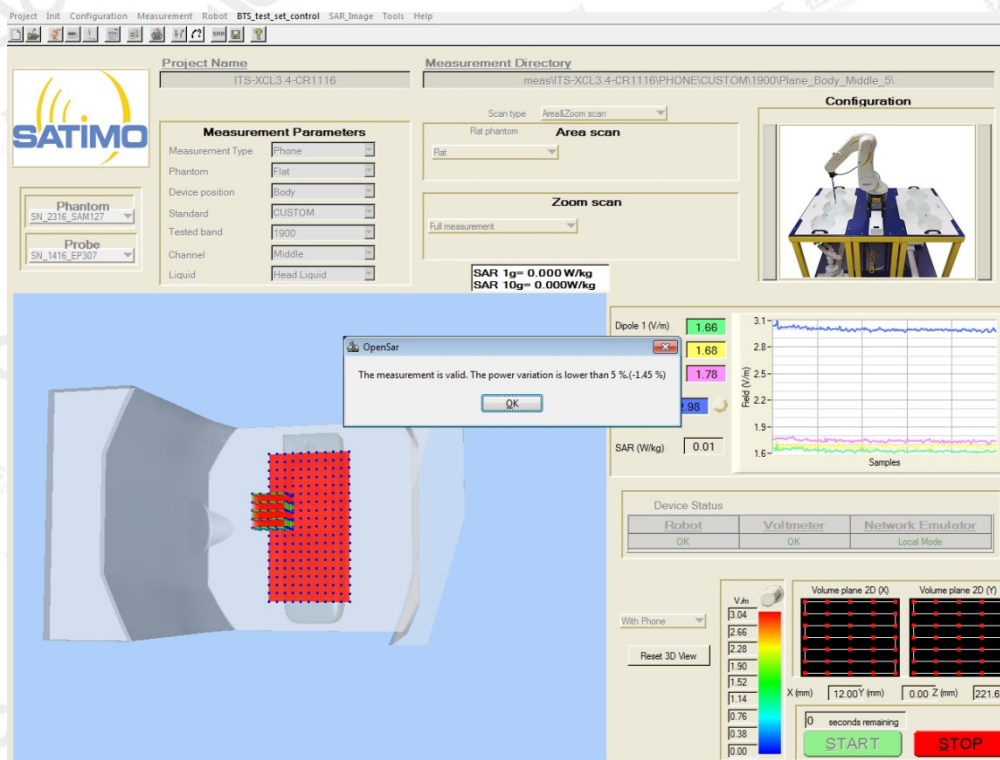 Project Init Configuration Measurement Robot BTS_test_set_control SAR_Image Tools Help
Project Name
ITS-XCL3.4-CR1116
Measurement Directory
meas\ITS-XCL3.4-CR1116\PHONE\CUSTOM\1900\Plane_Body_Middle_5\
SATIMO
Measurement Parameters
Measurement Type Phone
Phantom Flat
Device position Body
Standard CUSTOM
Tested band 1900
Channel Middle
Liquid Head Liquid
Phantom
SN_2316_SAM127
Probe
SN_1416_EP307
Scan type Area&Zoom scan
Flat phantom Area scan
Flat
Zoom scan
Full measurement
SAR 1g= 0.000 W/kg
SAR 10g= 0.000W/kg
Configuration
OpenSar
The measurement is valid. The power variation is lower than 5 %.(-1.45 %)
OK
Dipole 1 (V/m) 1.66
1.68
1.78
2.98
SAR (W/kg) 0.01
Field (V/m)
3.1
2.8
2.5
2.2
1.9
1.6
Samples
Device Status
Robot Voltmeter Network Emulator
OK OK Local Mode
With Phone
Reset 3D View
V/m
3.04
2.66
2.28
1.90
1.52
1.14
0.76
0.38
0.00
Volume plane 2D (X) Volume plane 2D (Y)
X (mm) 12.00 Y (mm) 0.00 Z (mm) 221.6
0 seconds remaining
START STOP